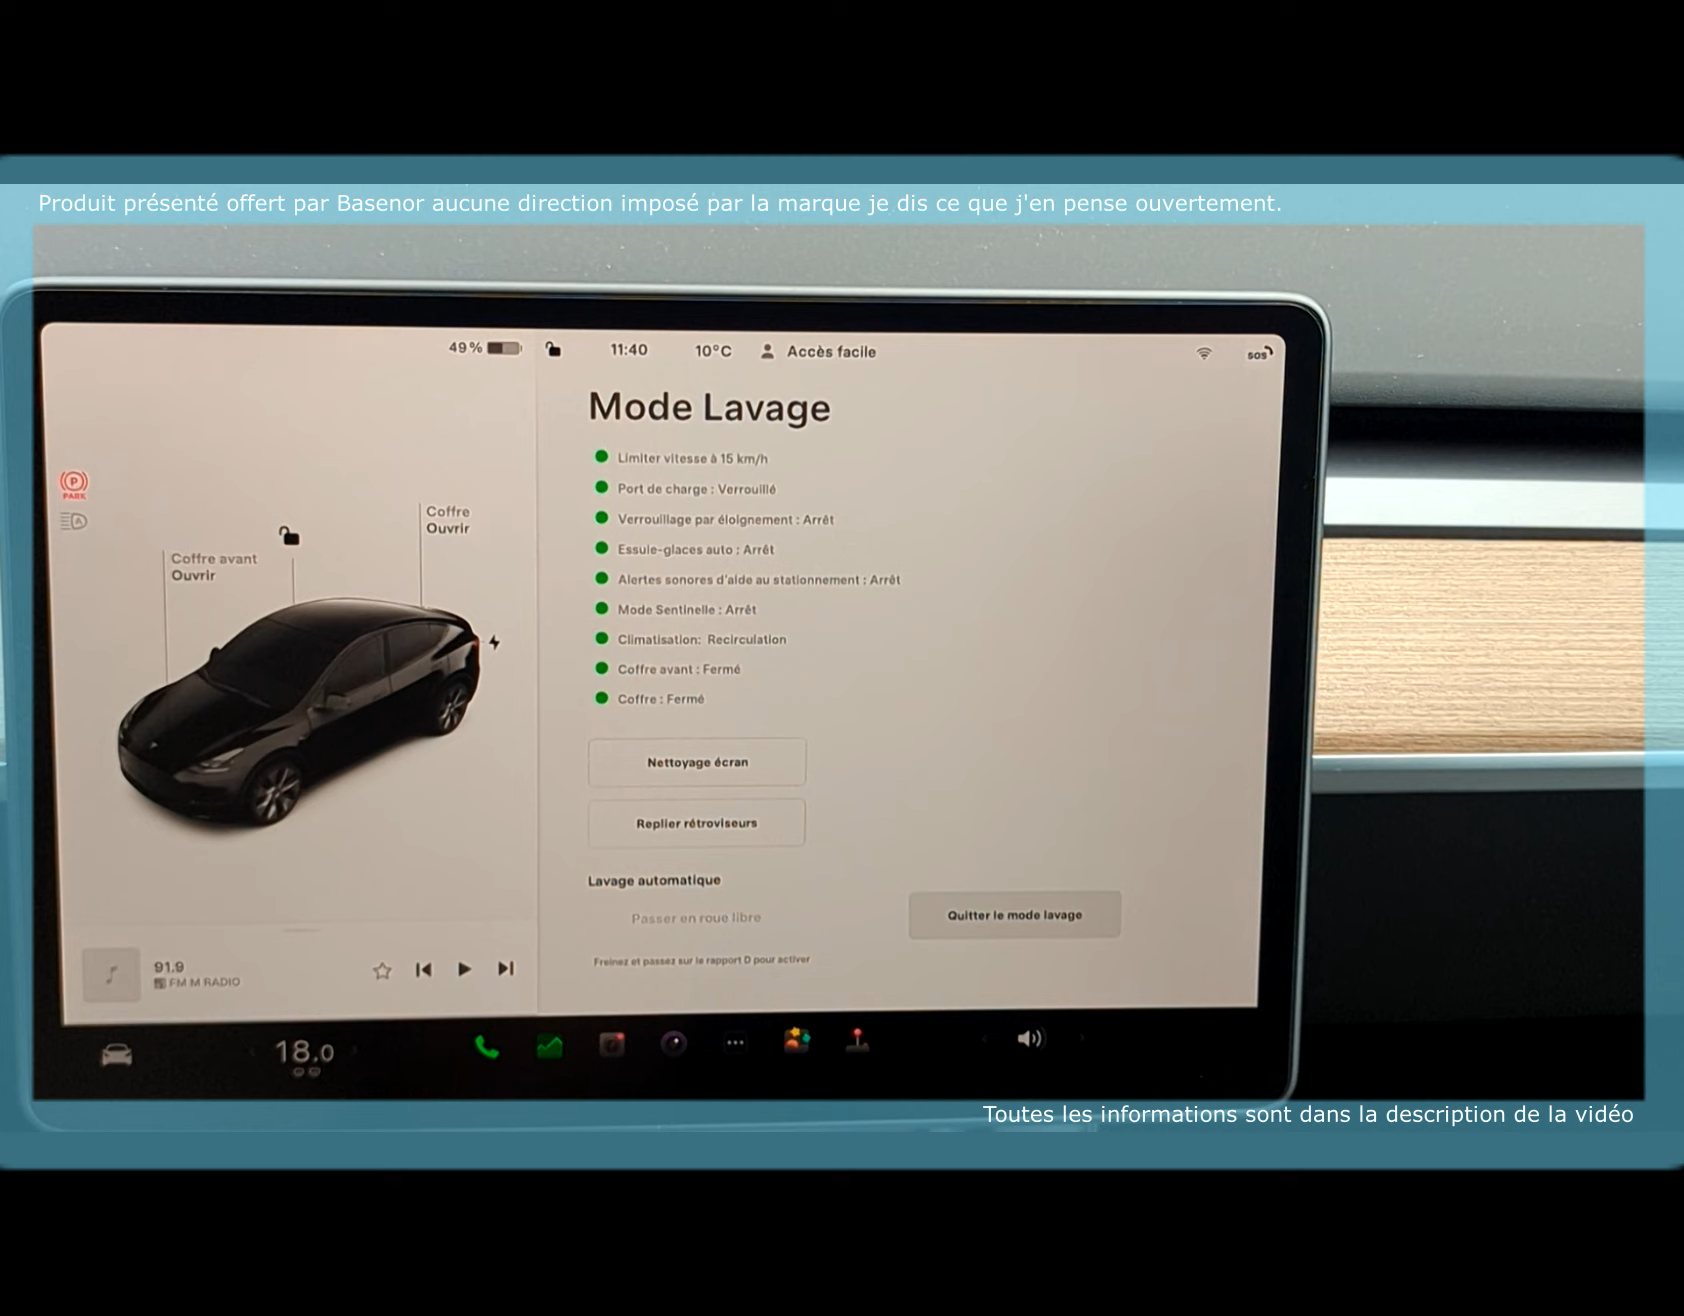 Produit présenté offert par Basenor aucune direction imposé par la marque je dis ce que j'en pense ouvertement.
49 % 11:40 10°C Accès facile SOS
Mode Lavage
Limiter vitesse à 15 km/h
Port de charge : Verrouillé
Verrouillage par éloignement : Arrêt
Essuie-glaces auto : Arrêt
Alertes sonores d'aide au stationnement : Arrêt
Mode Sentinelle : Arrêt
Climatisation: Recirculation
Coffre avant : Fermé
Coffre : Fermé
Nettoyage écran
Replier rétroviseurs
Lavage automatique
Passer en roue libre
Quitter le mode lavage
Freinez et passez sur le rapport D pour activer
P
PARK
A
Coffre
Ouvrir
Coffre avant
Ouvrir
91.9
FM M RADIO
18.0
Toutes les informations sont dans la description de la vidéo